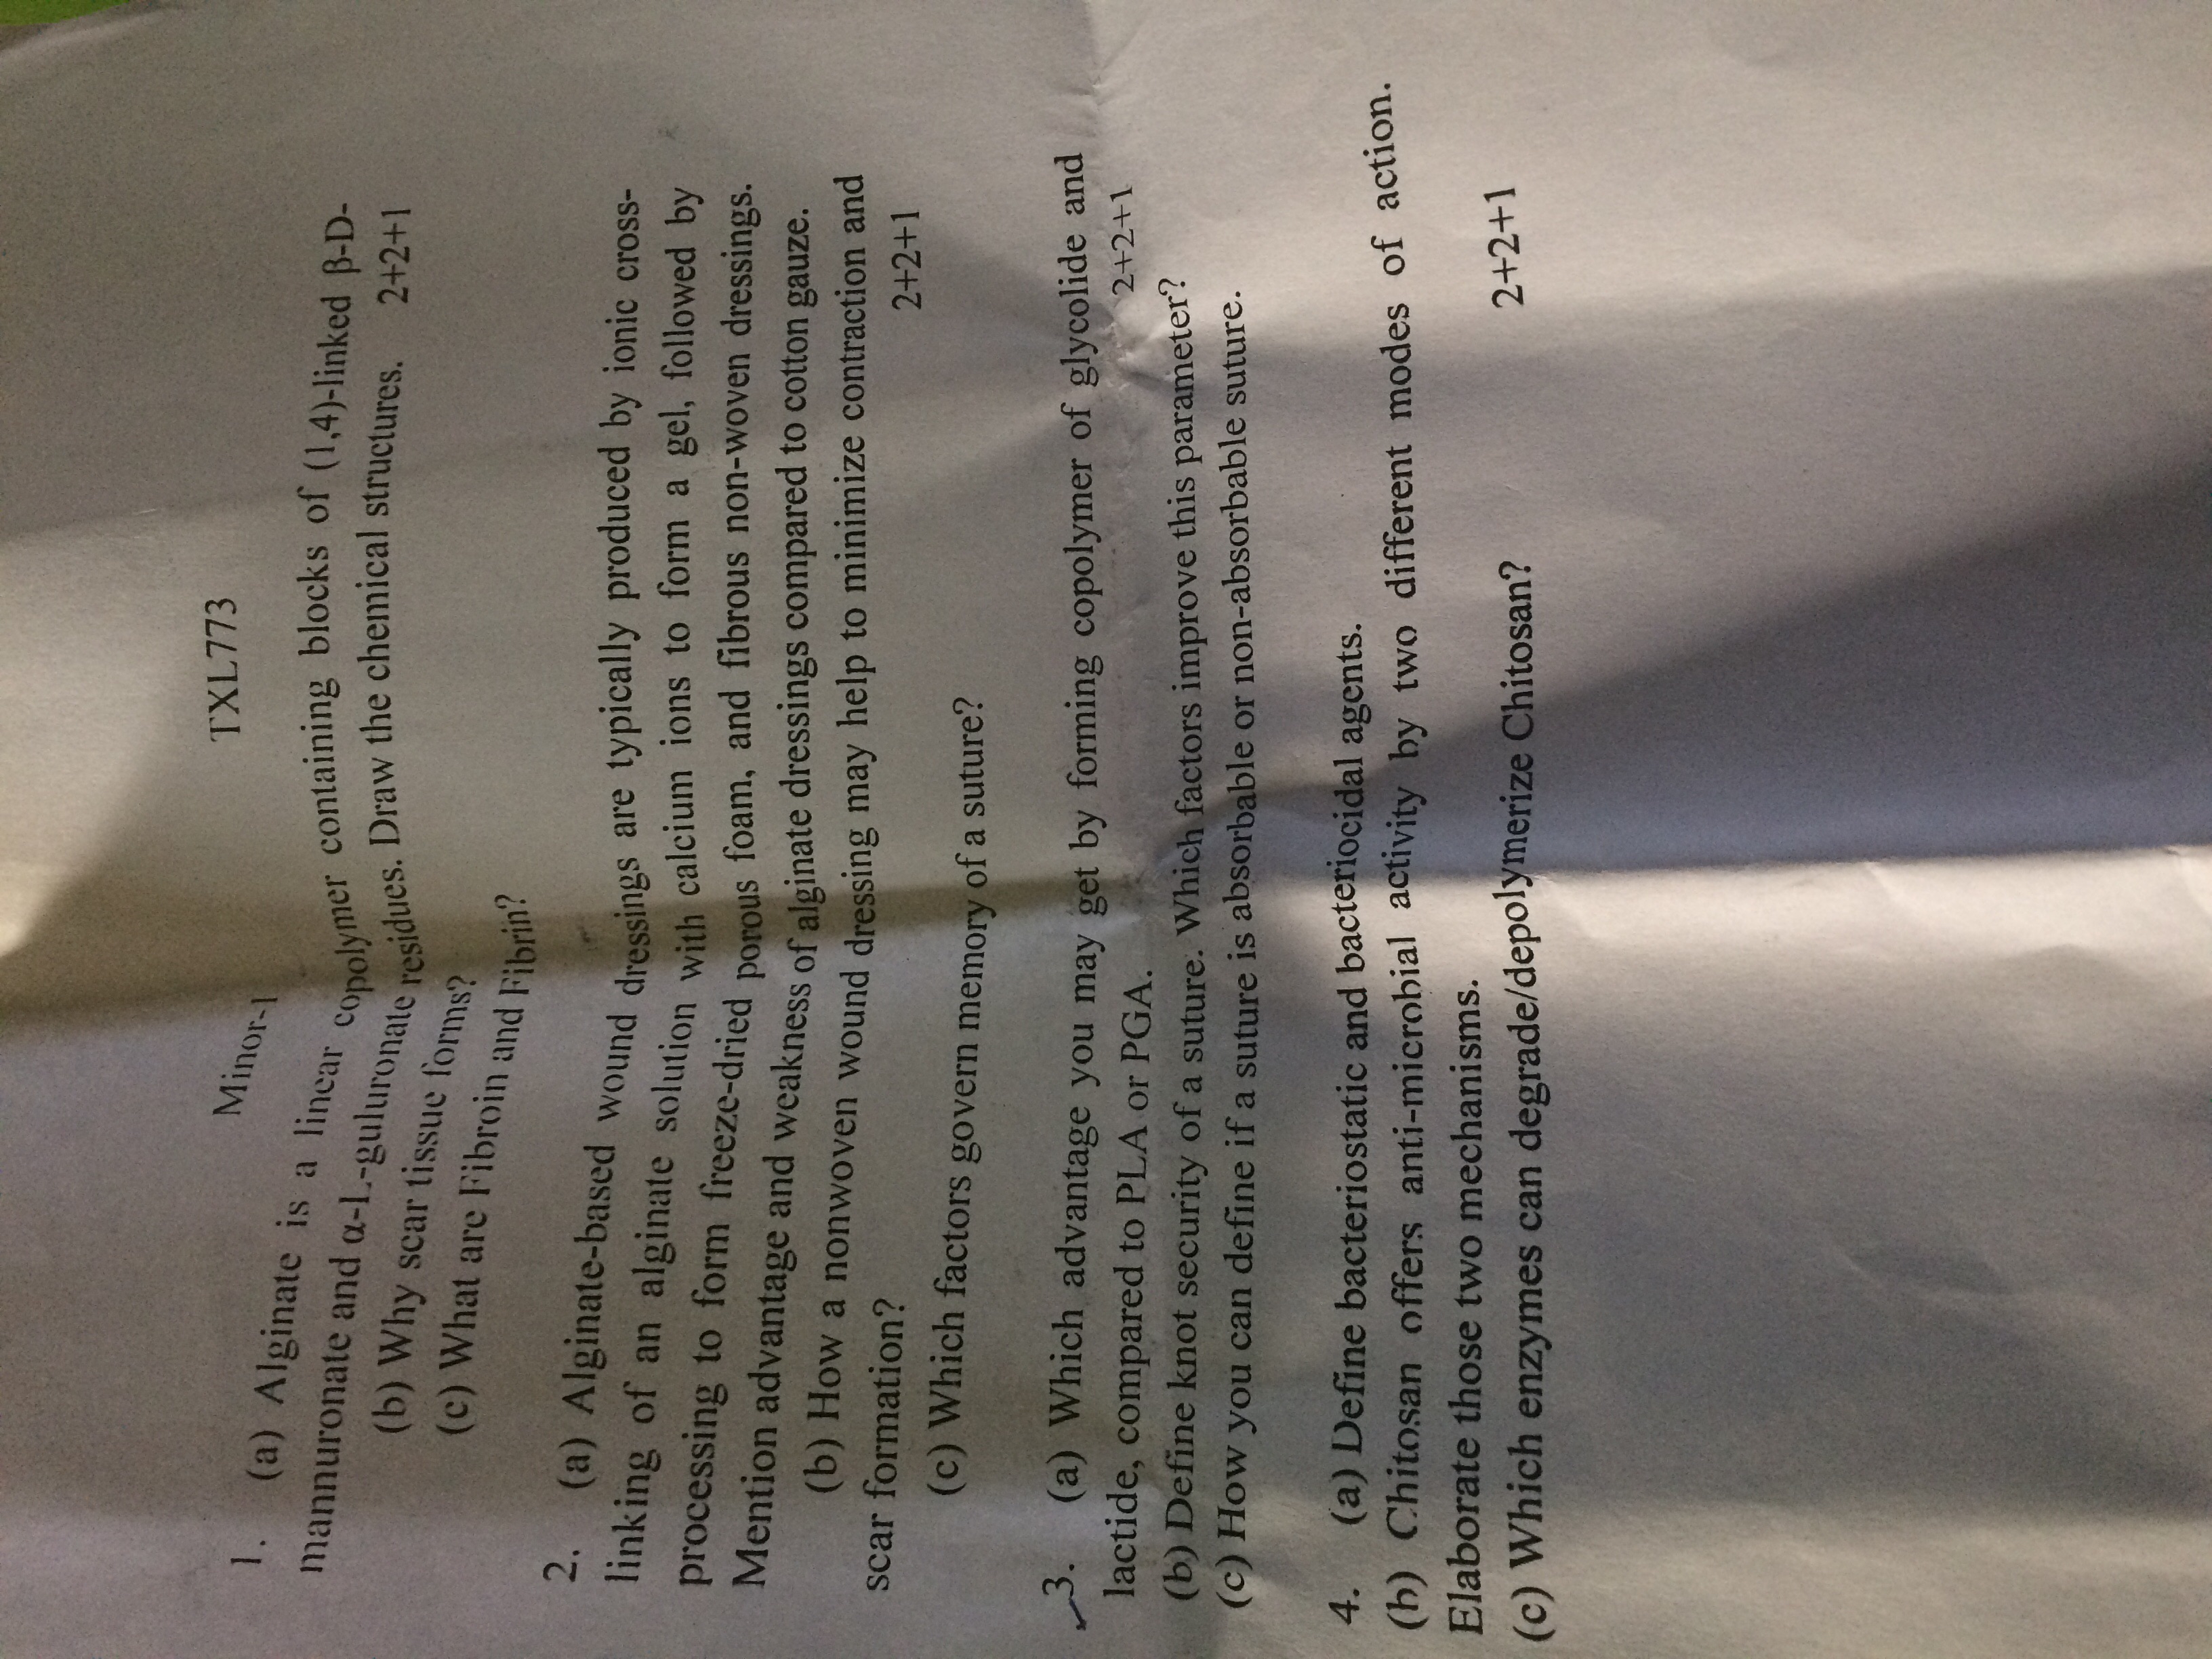 Minor-1 TXL773
1. (a) Alginate is a linear copolymer containing blocks of (1,4)-linked β-D-
mannuronate and α-L-guluronate residues. Draw the chemical structures. 2+2+1
(b) Why scar tissue forms?
(c) What are Fibroin and Fibrin?
2. (a) Alginate-based wound dressings are typically produced by ionic cross-
linking of an alginate solution with calcium ions to form a gel, followed by
processing to form freeze-dried porous foam, and fibrous non-woven dressings.
Mention advantage and weakness of alginate dressings compared to cotton gauze.
(b) How a nonwoven wound dressing may help to minimize contraction and
scar formation? 2+2+1
(c) Which factors govern memory of a suture?
3. (a) Which advantage you may get by forming copolymer of glycolide and
lactide, compared to PLA or PGA. 2+2+1
(b) Define knot security of a suture. Which factors improve this parameter?
(c) How you can define if a suture is absorbable or non-absorbable suture.
4. (a) Define bacteriostatic and bacteriocidal agents.
(b) Chitosan offers anti-microbial activity by two different modes of action.
Elaborate those two mechanisms.
(c) Which enzymes can degrade/depolymerize Chitosan? 2+2+1